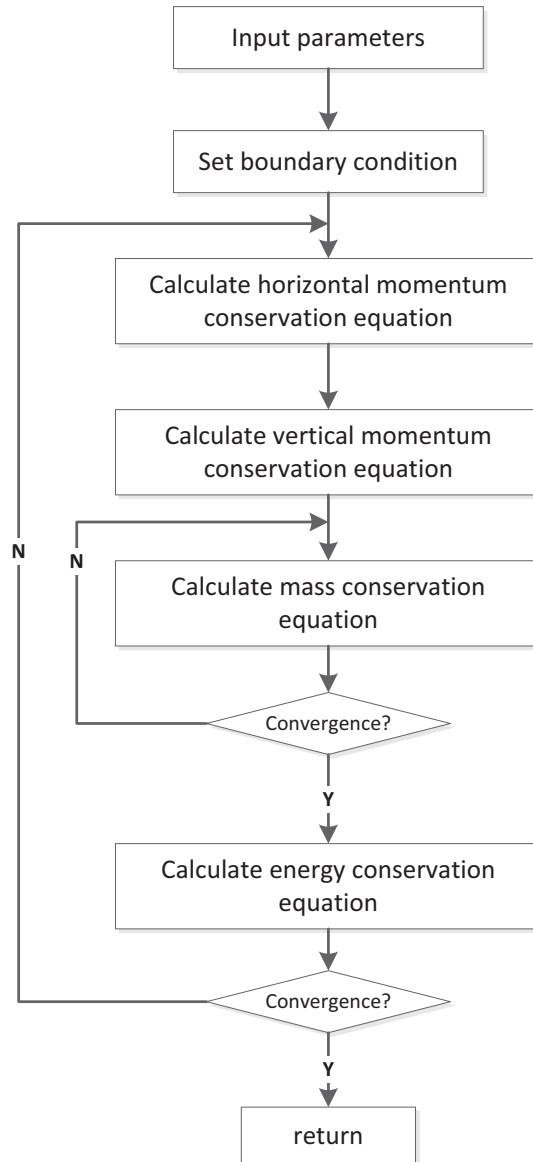 Input parameters
Set boundary condition
Calculate horizontal momentum
conservation equation
Calculate vertical momentum
conservation equation
N
N
Calculate mass conservation
equation
Convergence?
Y
Calculate energy conservation
equation
Convergence?
Y
return